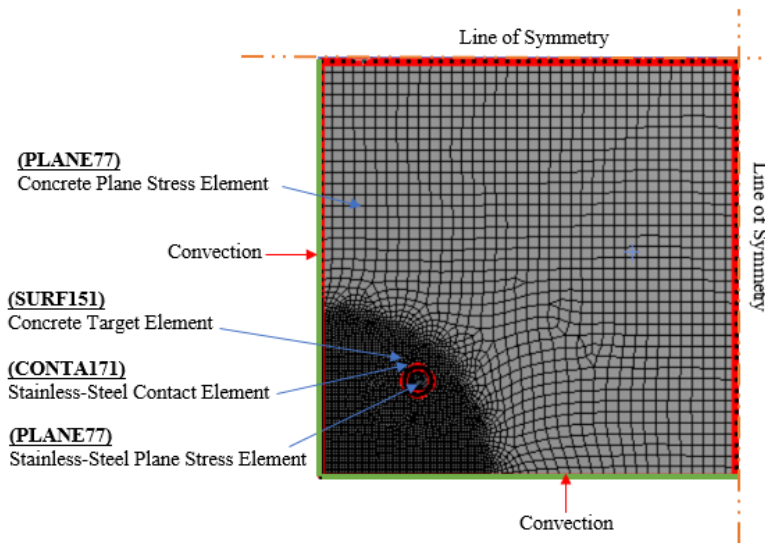 Line of Symmetry
(PLANE77)
Concrete Plane Stress Element
Line of Symmetry
Convection
(SURF151)
Concrete Target Element
(CONTA171)
Stainless-Steel Contact Element
(PLANE77)
Stainless-Steel Plane Stress Element
Convection